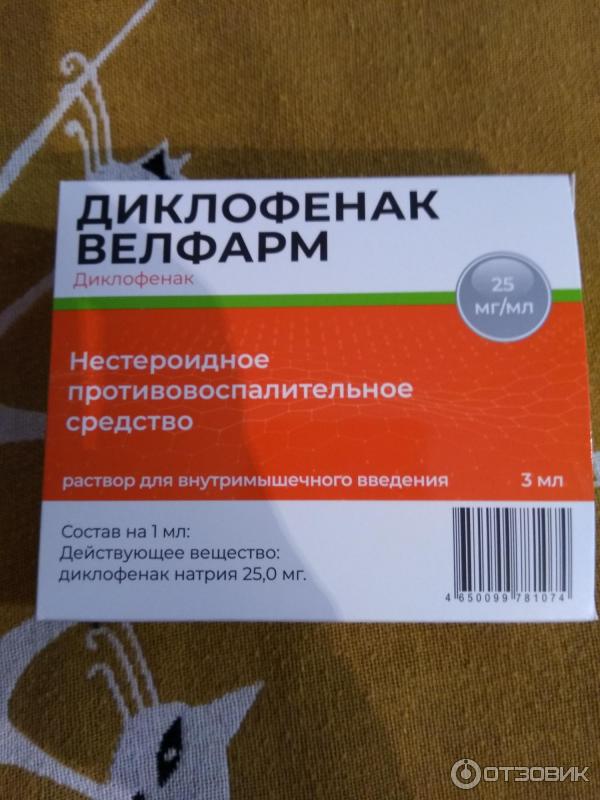 ДИКЛОФЕНАК
ВЕЛФАРМ
Диклофенак
25
мг/мл
Нестероидное
противовоспалительное
средство
раствор для внутримышечного введения
3 мл
Состав на 1 мл:
Действующее вещество:
диклофенак натрия 25,0 мг.
4 650099 781074
ОТЗОВИК